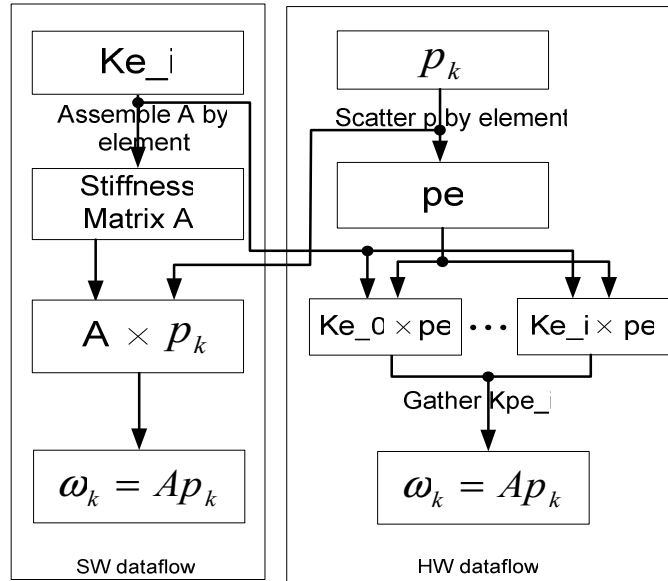 Ke_i
Assemble A by
element
Stiffness
Matrix A
A × p_k
ω_k = Ap_k
SW dataflow
p_k
Scatter p by element
pe
Ke_0 × pe ••• Ke_i × pe
Gather Kpe_i
ω_k = Ap_k
HW dataflow